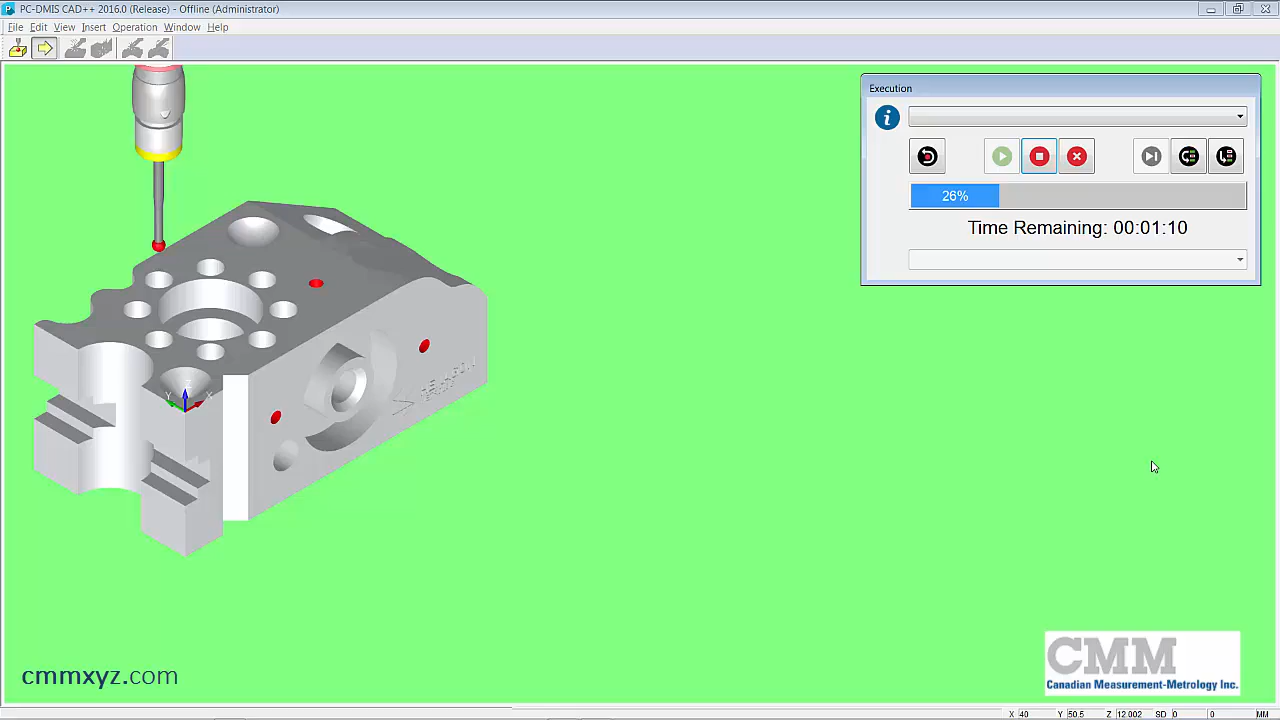 PC-DMIS CAD++ 2016.0 (Release) - Offline (Administrator)
File Edit View Insert Operation Window Help
Execution
26%
Time Remaining: 00:01:10
Z
Y X
cmmxyz.com
CMM
Canadian Measurement-Metrology Inc.
X 40 Y 50.5 Z 12.002 SD 0 0 MM